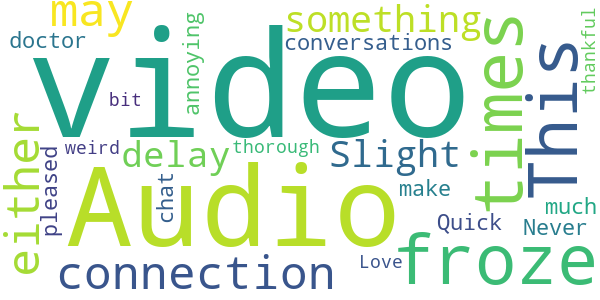 may
something
thankful
doctor
annoying
conversations
video
times
This
bit
either
pleased
weird
delay
thorough
Slight
Audio
chat
make
much
Quick
Never
connection
Love
froze